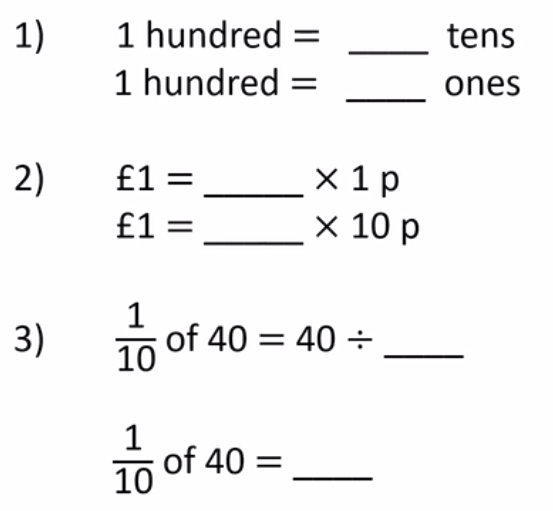 1) 1 hundred = ____ tens
1 hundred = ____ ones
2) £1 = _____ × 1 p
£1 = _____ × 10 p
3) 1/10 of 40 = 40 ÷ ____
1/10 of 40 = ____